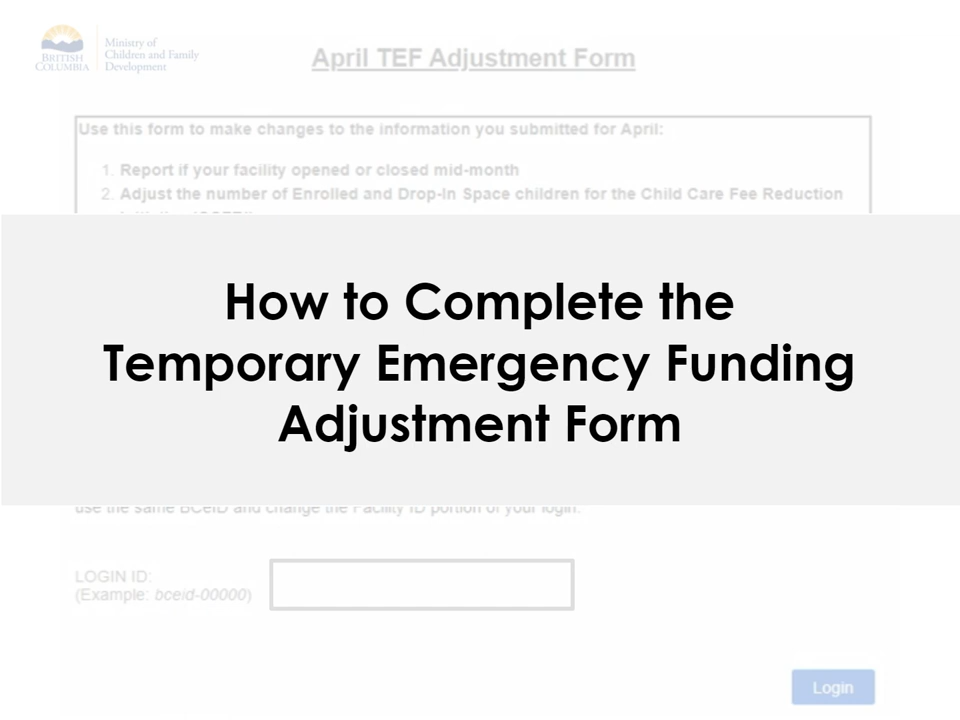 BRITISH
COLUMBIA
Ministry of
Children and Family
Development
April TEF Adjustment Form
Use this form to make changes to the information you submitted for April:
1. Report if your facility opened or closed mid-month
2. Adjust the number of Enrolled and Drop-In Space children for the Child Care Fee Reduction
How to Complete the
Temporary Emergency Funding
Adjustment Form
use the same BCeID and change the Facility ID portion of your login.
LOGIN ID:
(Example: bceid-00000)
Login